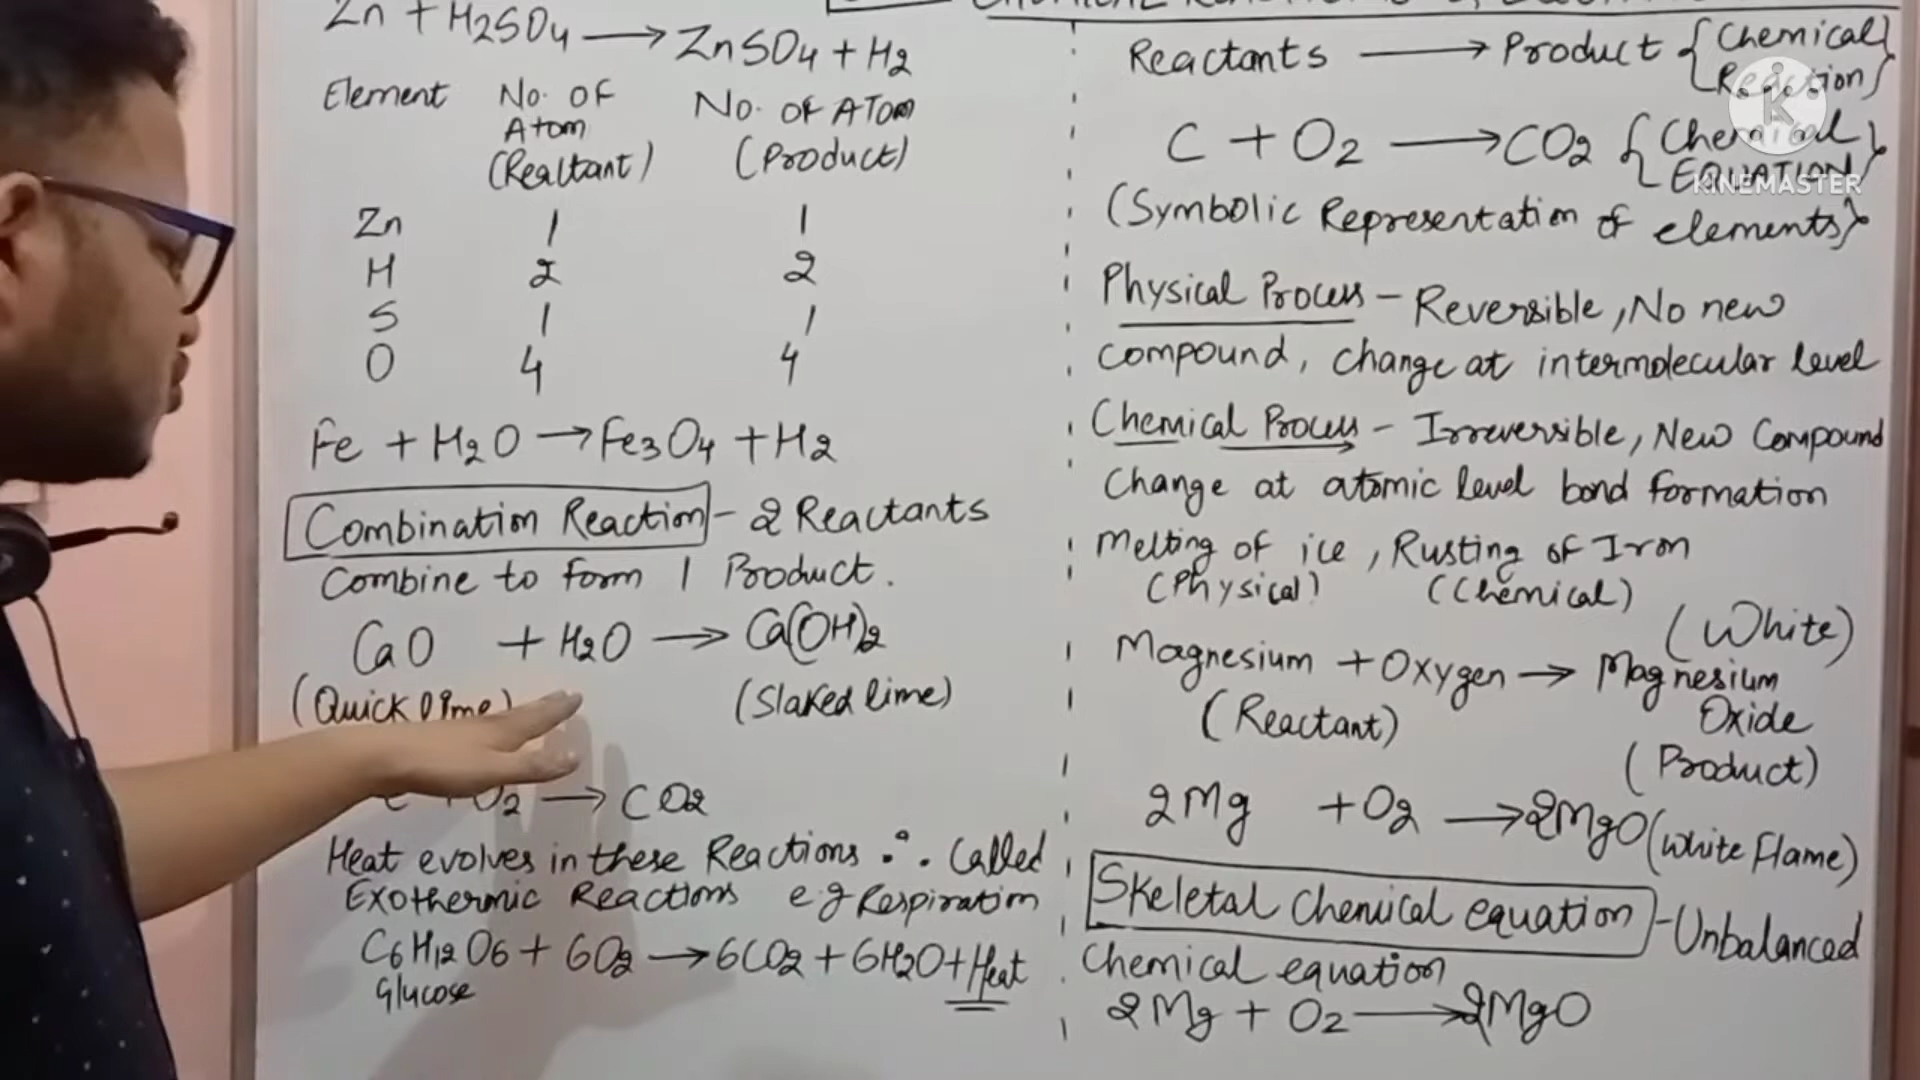 Zn + H2SO4 → ZnSO4 + H2
Element No. OF Atom (Realtant) No. OF ATOM (Product)
Zn 1 1
H 2 2
S 1 1
O 4 4
Fe + H2O → Fe3O4 + H2
Combination Reaction - 2 Reactants
Combine to form 1 Product.
CaO + H2O → Ca(OH)2
(Quick lime) (Slaked lime)
C + O2 → CO2
Heat evolves in these Reactions ∴ Called
Exothermic Reactions e.g Respiration
C6H12O6 + 6O2 → 6CO2 + 6H2O + Heat
Glucose
Reactants → Product {Chemical Reaction}
C + O2 → CO2 {Chemical EQUATION}
KINEMASTER
(Symbolic Representation of elements}
Physical Process - Reversible, No new
compound, change at intermolecular level
Chemical Process - Irreversible, New Compound
Change at atomic level bond formation
Melting of ice, Rusting of Iron
(Physical) (Chemical)
(White)
Magnesium + Oxygen → Magnesium
Oxide
(Reactant)
(Product)
2Mg + O2 → 2MgO (White Flame)
Skeletal Chemical equation - Unbalanced
Chemical equation
2Mg + O2 → 2MgO